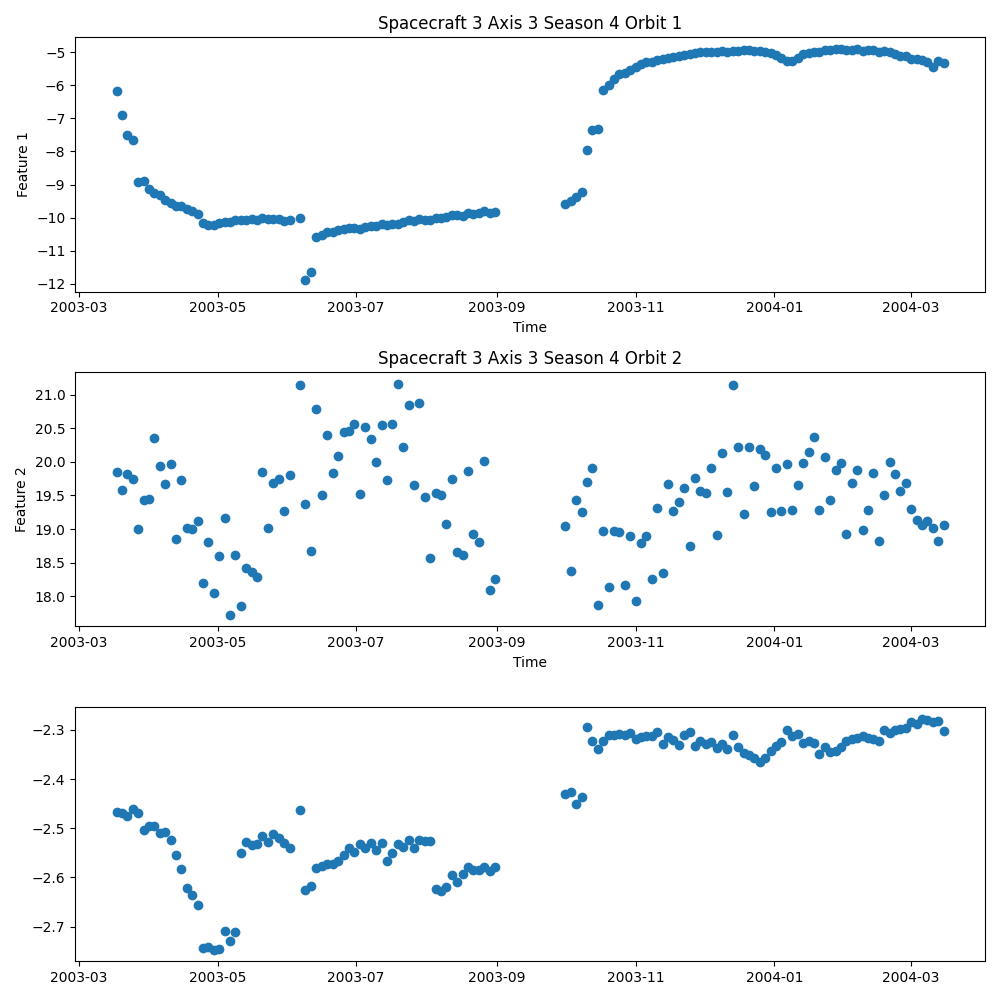 Spacecraft 3 Axis 3 Season 4 Orbit 1
−5
−6
−7
−8
−9
−10
−11
−12
Feature 1
2003-03 2003-05 2003-07 2003-09 2003-11 2004-01 2004-03
Time
Spacecraft 3 Axis 3 Season 4 Orbit 2
21.0
20.5
20.0
19.5
19.0
18.5
18.0
Feature 2
2003-03 2003-05 2003-07 2003-09 2003-11 2004-01 2004-03
Time
−2.3
−2.4
−2.5
−2.6
−2.7
2003-03 2003-05 2003-07 2003-09 2003-11 2004-01 2004-03